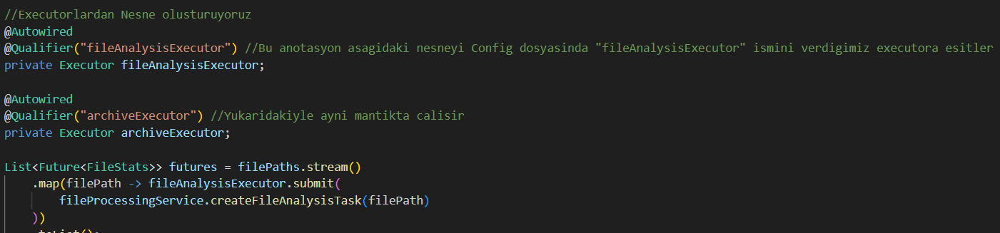 //Executorlardan Nesne olusturuyoruz
@Autowired
@Qualifier("fileAnalysisExecutor") //Bu anotasyon asagidaki nesneyi Config dosyasinda "fileAnalysisExecutor" ismini verdigimiz executora esitler
private Executor fileAnalysisExecutor;

@Autowired
@Qualifier("archiveExecutor") //Yukaridakiyle ayni mantikta calisir
private Executor archiveExecutor;

List<Future<FileStats>> futures = filePaths.stream()
    .map(filePath -> fileAnalysisExecutor.submit(
        fileProcessingService.createFileAnalysisTask(filePath)
    ))
    .toList();